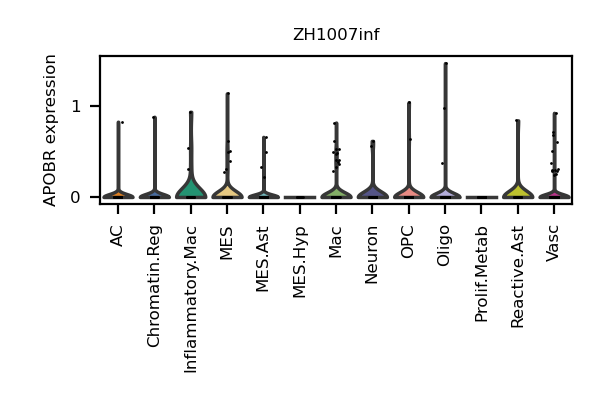 ZH1007inf
APOBR expression
1
0
AC
Chromatin.Reg
Inflammatory.Mac
MES
MES.Ast
MES.Hyp
Mac
Neuron
OPC
Oligo
Prolif.Metab
Reactive.Ast
Vasc